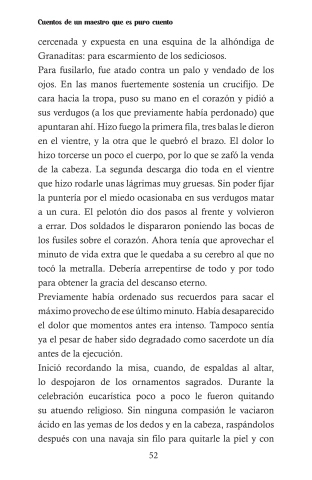 Cuentos de un maestro que es puro cuento
cercenada y expuesta en una esquina de la alhóndiga de
Granaditas: para escarmiento de los sediciosos.
Para fusilarlo, fue atado contra un palo y vendado de los
ojos. En las manos fuertemente sostenía un crucifijo. De
cara hacia la tropa, puso su mano en el corazón y pidió a
sus verdugos (a los que previamente había perdonado) que
apuntaran ahí. Hizo fuego la primera fila, tres balas le dieron
en el vientre, y la otra que le quebró el brazo. El dolor lo
hizo torcerse un poco el cuerpo, por lo que se zafó la venda
de la cabeza. La segunda descarga dio toda en el vientre
que hizo rodarle unas lágrimas muy gruesas. Sin poder fijar
la puntería por el miedo ocasionaba en sus verdugos matar
a un cura. El pelotón dio dos pasos al frente y volvieron
a errar. Dos soldados le dispararon poniendo las bocas de
los fusiles sobre el corazón. Ahora tenía que aprovechar el
minuto de vida extra que le quedaba a su cerebro al que no
tocó la metralla. Debería arrepentirse de todo y por todo
para obtener la gracia del descanso eterno.
Previamente había ordenado sus recuerdos para sacar el
máximo provecho de ese último minuto. Había desaparecido
el dolor que momentos antes era intenso. Tampoco sentía
ya el pesar de haber sido degradado como sacerdote un día
antes de la ejecución.
Inició recordando la misa, cuando, de espaldas al altar,
lo despojaron de los ornamentos sagrados. Durante la
celebración eucarística poco a poco le fueron quitando
su atuendo religioso. Sin ninguna compasión le vaciaron
ácido en las yemas de los dedos y en la cabeza, raspándolos
después con una navaja sin filo para quitarle la piel y con
52